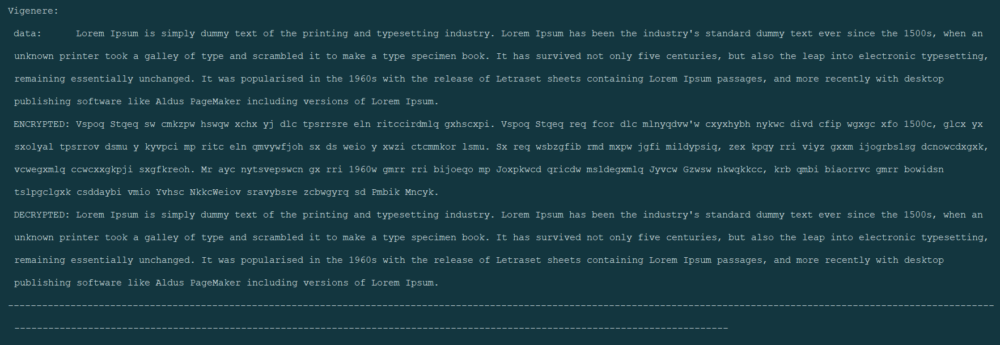 Vigenere:
data:      Lorem Ipsum is simply dummy text of the printing and typesetting industry. Lorem Ipsum has been the industry's standard dummy text ever since the 1500s, when an
unknown printer took a galley of type and scrambled it to make a type specimen book. It has survived not only five centuries, but also the leap into electronic typesetting,
remaining essentially unchanged. It was popularised in the 1960s with the release of Letraset sheets containing Lorem Ipsum passages, and more recently with desktop
publishing software like Aldus PageMaker including versions of Lorem Ipsum.
ENCRYPTED: Vspoq Stqeq sw cmkzpw hswqw xchx yj dlc tpsrrsre eln ritccirdmlq gxhscxpi. Vspoq Stqeq req fcor dlc mlnyqdvw'w cxyxhybh nykwc divd cfip wgxgc xfo 1500c, glcx yx
sxolyal tpsrrov dsmu y kyvpci mp ritc eln qmvywfjoh sx ds weio y xwzi ctcmmkor lsmu. Sx req wsbzgfib rmd mxpw jgfi mildypsiq, zex kpqy rri viyz gxxm ijogrbslsg dcnowcdxgxk,
vcwegxmlq ccwcxxgkpji sxgfkreoh. Mr ayc nytsvepswcn gx rri 1960w gmrr rri bijoeqo mp Joxpkwcd qricdw msldegxmlq Jyvcw Gzwsw nkwqkkcc, krb qmbi biaorrvc gmrr bowidsn
tslpgclgxk csddaybi vmio Yvhsc NkkcWeiov sravybsre zcbwgyrq sd Pmbik Mncyk.
DECRYPTED: Lorem Ipsum is simply dummy text of the printing and typesetting industry. Lorem Ipsum has been the industry's standard dummy text ever since the 1500s, when an
unknown printer took a galley of type and scrambled it to make a type specimen book. It has survived not only five centuries, but also the leap into electronic typesetting,
remaining essentially unchanged. It was popularised in the 1960s with the release of Letraset sheets containing Lorem Ipsum passages, and more recently with desktop
publishing software like Aldus PageMaker including versions of Lorem Ipsum.
------------------------------------------------------------------------------------------------------------------------------------------------------------------------------
------------------------------------------------------------------------------------------------------------------------------